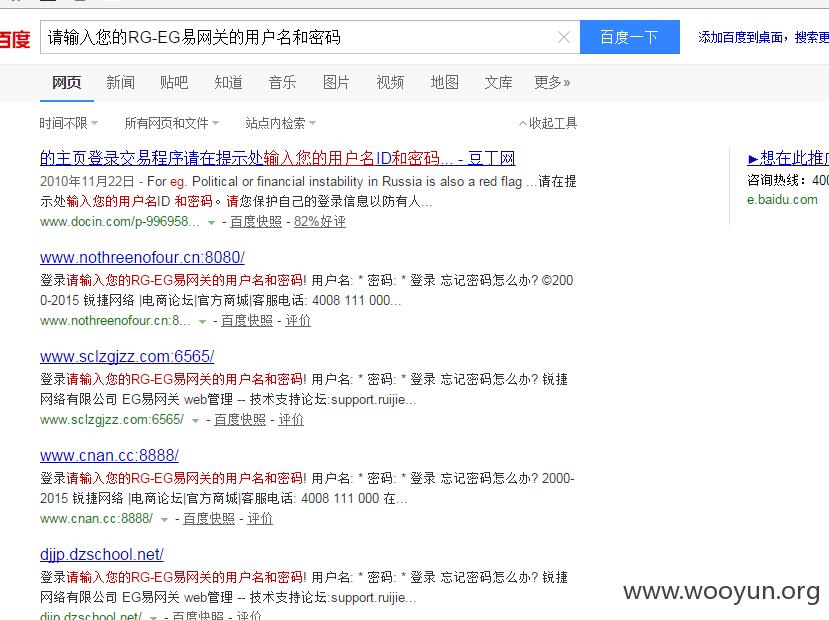 百度 请输入您的RG-EG易网关的用户名和密码 百度一下 添加百度到桌面，搜索更
网页 新闻 贴吧 知道 音乐 图片 视频 地图 文库 更多»
时间不限 所有网页和文件 站点内检索 收起工具
的主页登录交易程序请在提示处输入您的用户名ID和密码... - 豆丁网
2010年11月22日 - For eg. Political or financial instability in Russia is also a red flag ...请在提
示处输入您的用户名ID 和密码。请您保护自己的登录信息以防有人...
www.docin.com/p-996958... - 百度快照 - 82%好评
►想在此推广
咨询热线：400
e.baidu.com
www.nothreenofour.cn:8080/
登录请输入您的RG-EG易网关的用户名和密码! 用户名: * 密码: * 登录 忘记密码怎么办? ©200
0-2015 锐捷网络 |电商论坛|官方商城|客服电话: 4008 111 000...
www.nothreenofour.cn:8... - 百度快照 - 评价
www.sclzgjzz.com:6565/
登录请输入您的RG-EG易网关的用户名和密码! 用户名: * 密码: * 登录 忘记密码怎么办? 锐捷
网络有限公司 EG易网关 web管理 -- 技术支持论坛:support.ruijie...
www.sclzgjzz.com:6565/ - 百度快照 - 评价
www.cnan.cc:8888/
登录请输入您的RG-EG易网关的用户名和密码! 用户名: * 密码: * 登录 忘记密码怎么办? 2000-
2015 锐捷网络 |电商论坛|官方商城|客服电话: 4008 111 000 在...
www.cnan.cc:8888/ - 百度快照 - 评价
djjp.dzschool.net/
登录请输入您的RG-EG易网关的用户名和密码! 用户名: * 密码: * 登录 忘记密码怎么办? 锐捷
网络有限公司 EG易网关 web管理 -- 技术支持论坛:support.ruijie...
djjp.dzschool.net/ - 百度快照 - 评价
www.wooyun.org